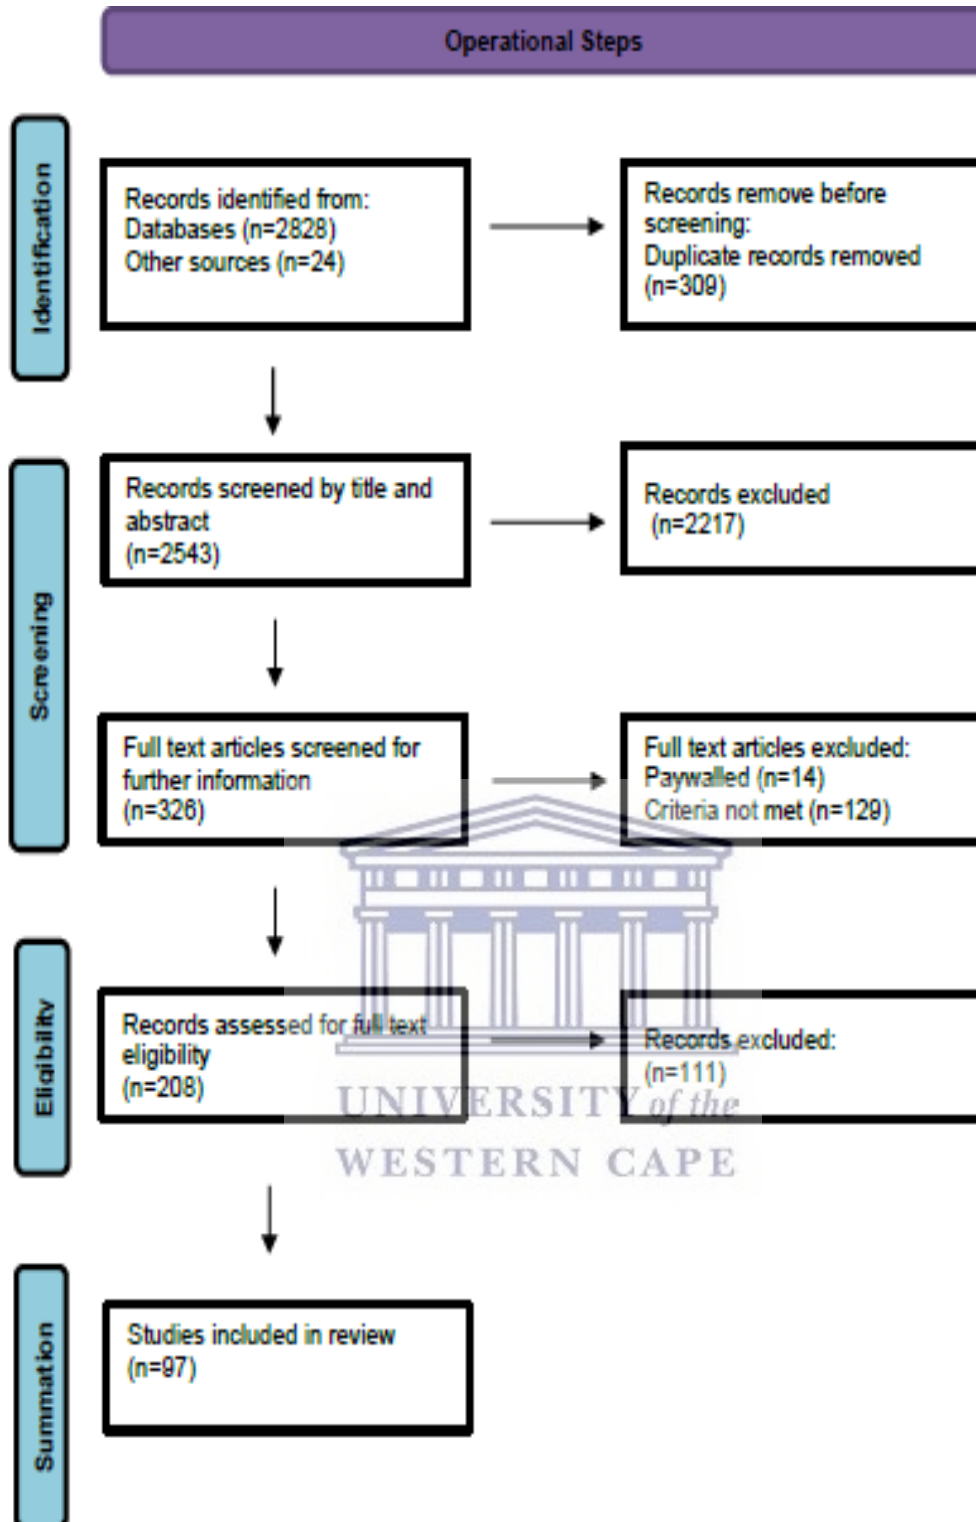 Operational Steps
Identification
Records identified from:
Databases (n=2828)
Other sources (n=24)
Records remove before
screening:
Duplicate records removed
(n=309)
Screening
Records screened by title and
abstract
(n=2543)
Records excluded
(n=2217)
Full text articles screened for
further information
(n=326)
Full text articles excluded:
Paywalled (n=14)
Criteria not met (n=129)
Eligibility
Records assessed for full text
eligibility
(n=208)
Records excluded:
(n=111)
UNIVERSITY of the
WESTERN CAPE
Summation
Studies included in review
(n=97)